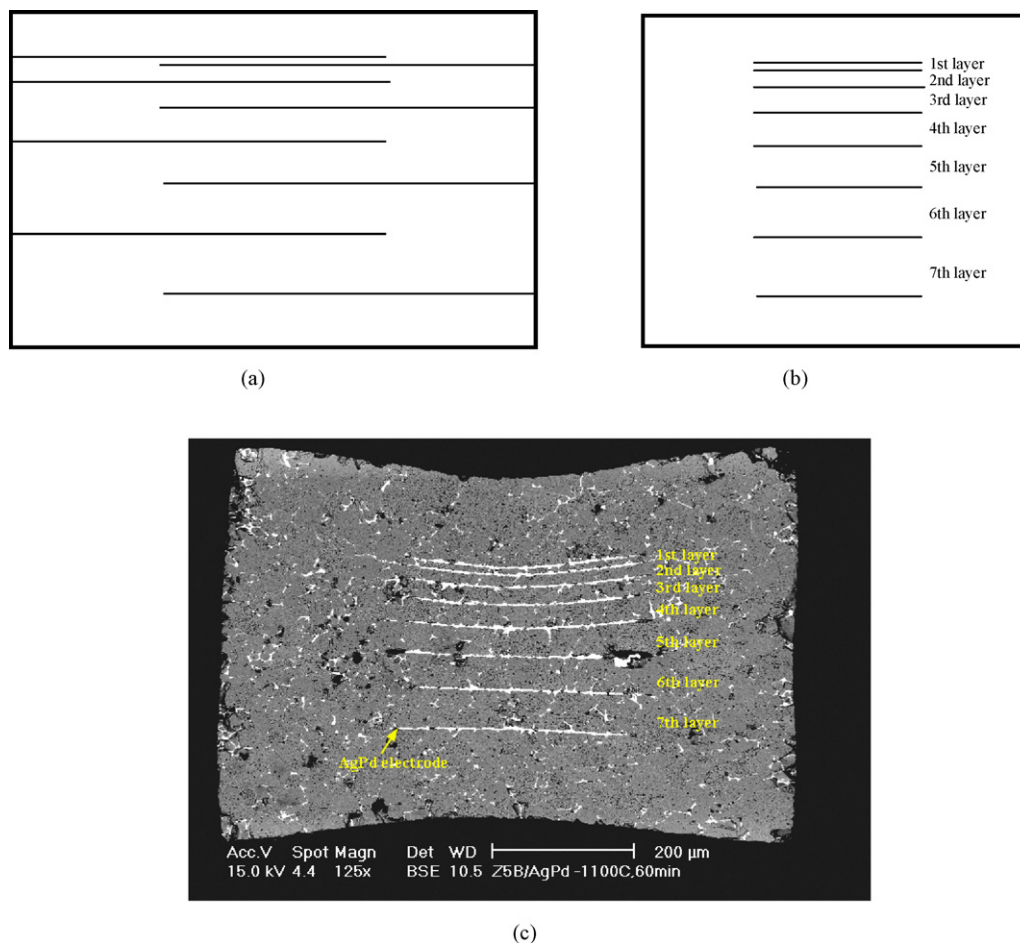 1st layer
2nd layer
3rd layer
4th layer
5th layer
6th layer
7th layer
(a)
(b)
1st layer
2nd layer
3rd layer
4th layer
5th layer
6th layer
7th layer
AgPd electrode
Acc.V Spot Magn Det WD 200 µm
15.0 kV 4.4 125x BSE 10.5 Z5B/AgPd -1100C,60min
(c)